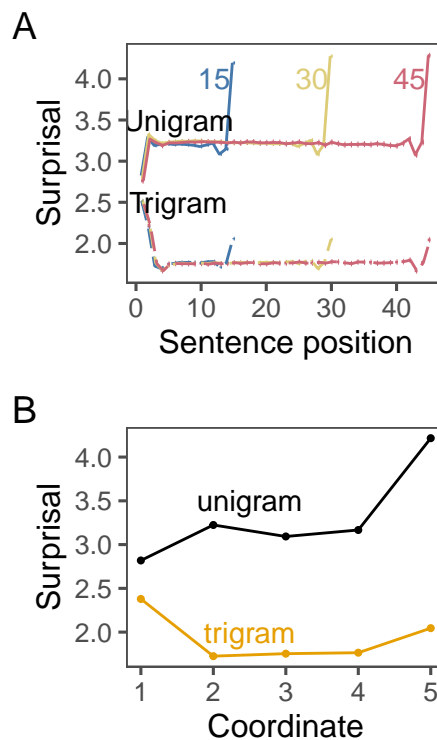 A
Surprisal
4.0
3.5
3.0
2.5
2.0
15
30
45
Unigram
Trigram
0
10
20
30
40
Sentence position
B
Surprisal
4.0
3.5
3.0
2.5
2.0
unigram
trigram
1
2
3
4
5
Coordinate